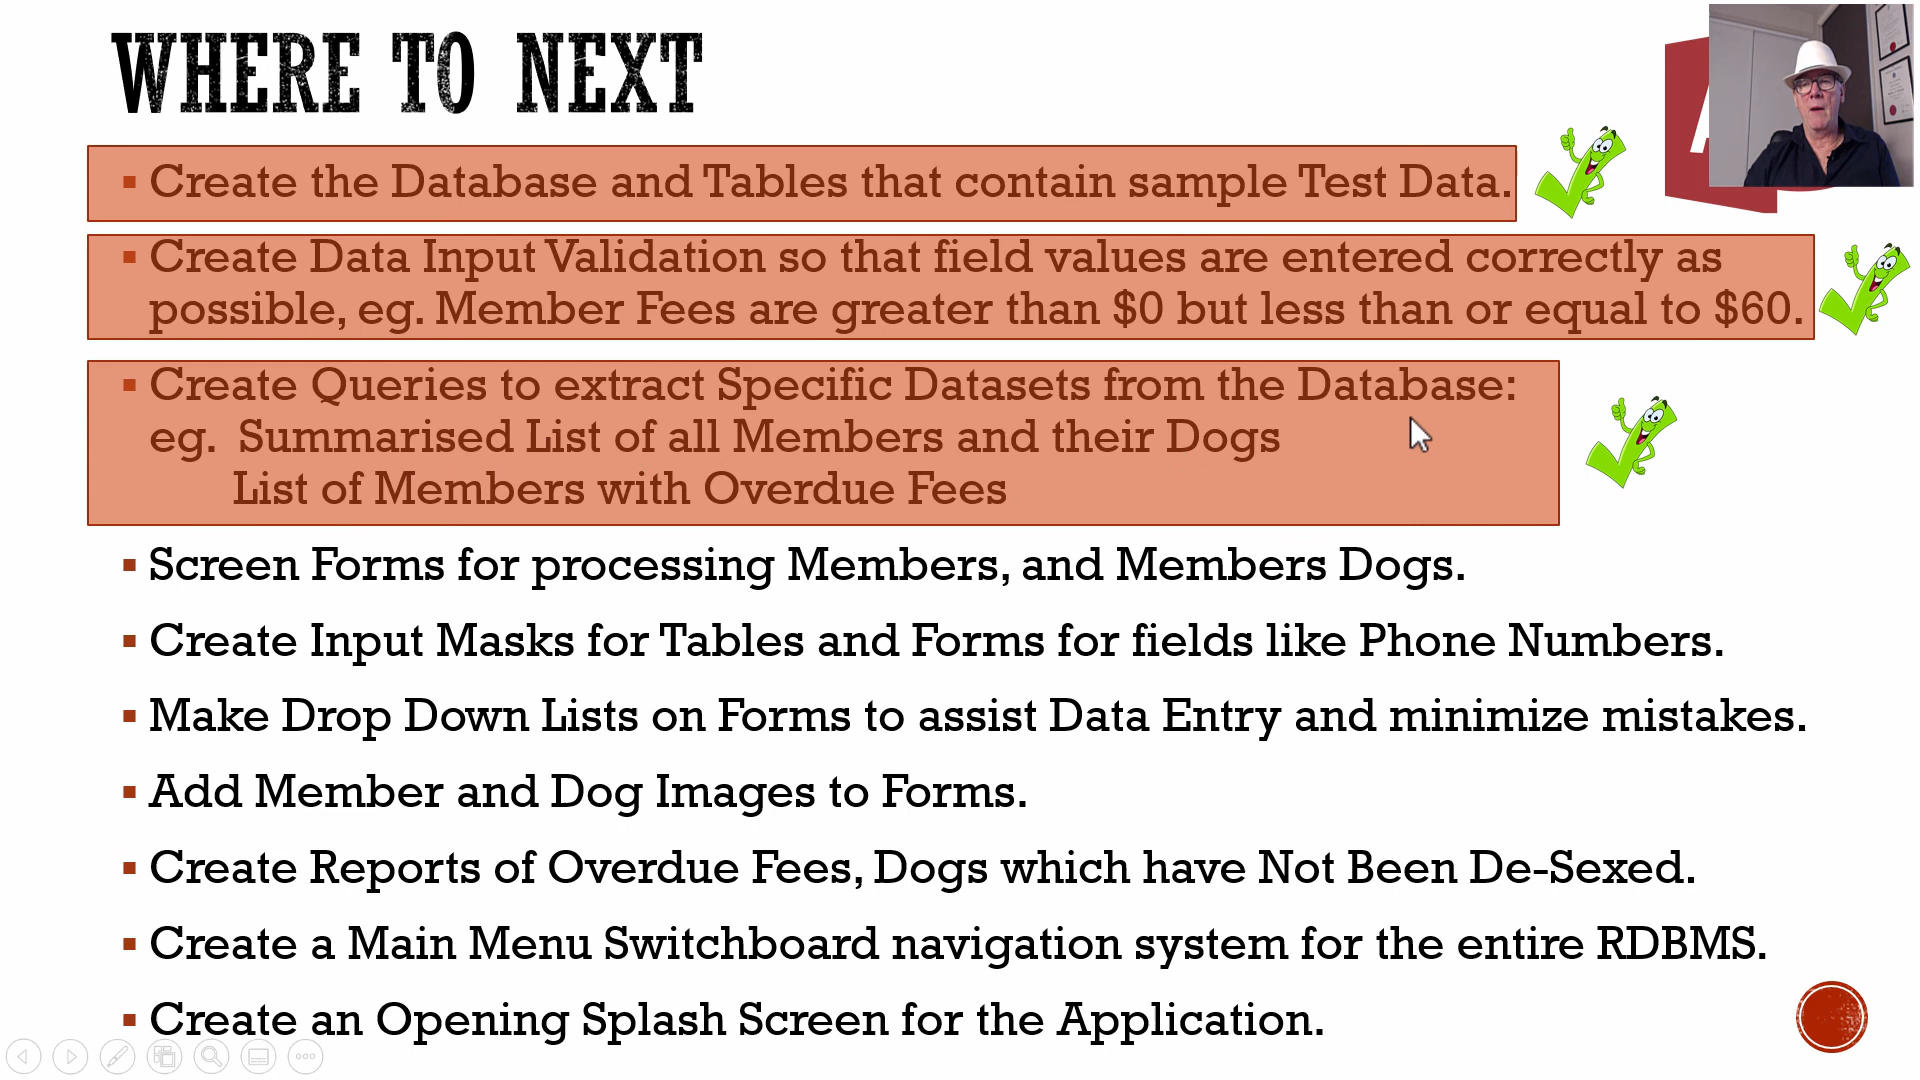 WHERE TO NEXT
Create the Database and Tables that contain sample Test Data.
Create Data Input Validation so that field values are entered correctly as
possible, eg. Member Fees are greater than $0 but less than or equal to $60.
Create Queries to extract Specific Datasets from the Database:
eg. Summarised List of all Members and their Dogs
List of Members with Overdue Fees
Screen Forms for processing Members, and Members Dogs.
Create Input Masks for Tables and Forms for fields like Phone Numbers.
Make Drop Down Lists on Forms to assist Data Entry and minimize mistakes.
Add Member and Dog Images to Forms.
Create Reports of Overdue Fees, Dogs which have Not Been De-Sexed.
Create a Main Menu Switchboard navigation system for the entire RDBMS.
Create an Opening Splash Screen for the Application.